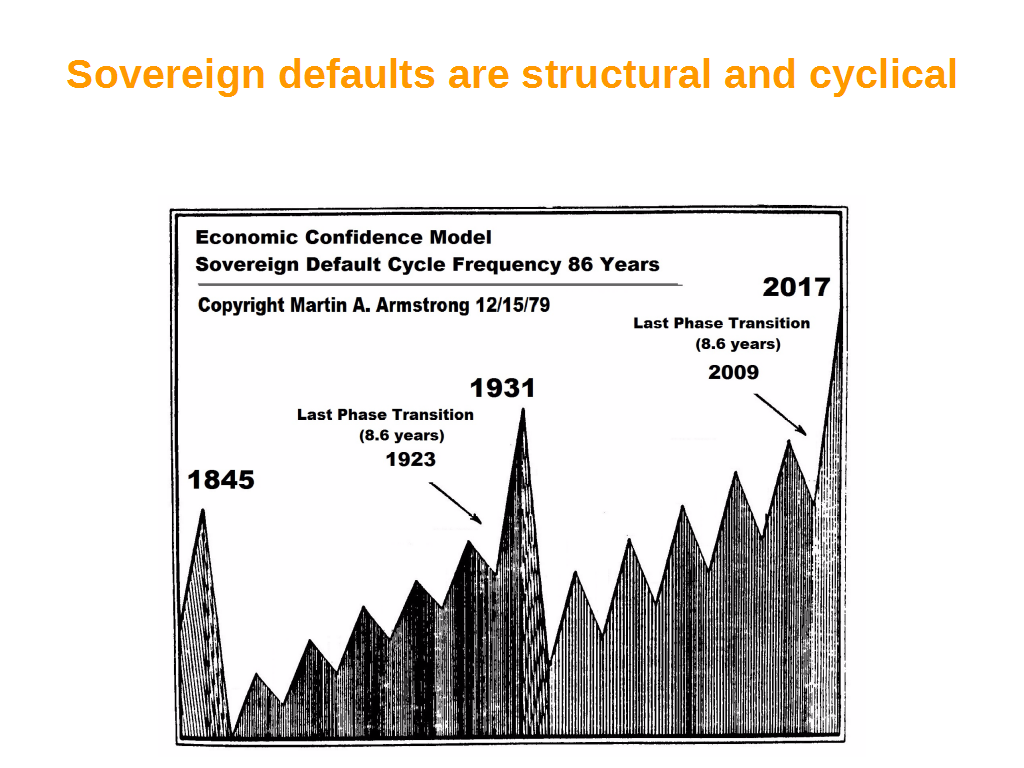 Sovereign defaults are structural and cyclical
Economic Confidence Model
Sovereign Default Cycle Frequency 86 Years
Copyright Martin A. Armstrong 12/15/79
2017
Last Phase Transition
(8.6 years)
2009
1931
Last Phase Transition
(8.6 years)
1923
1845